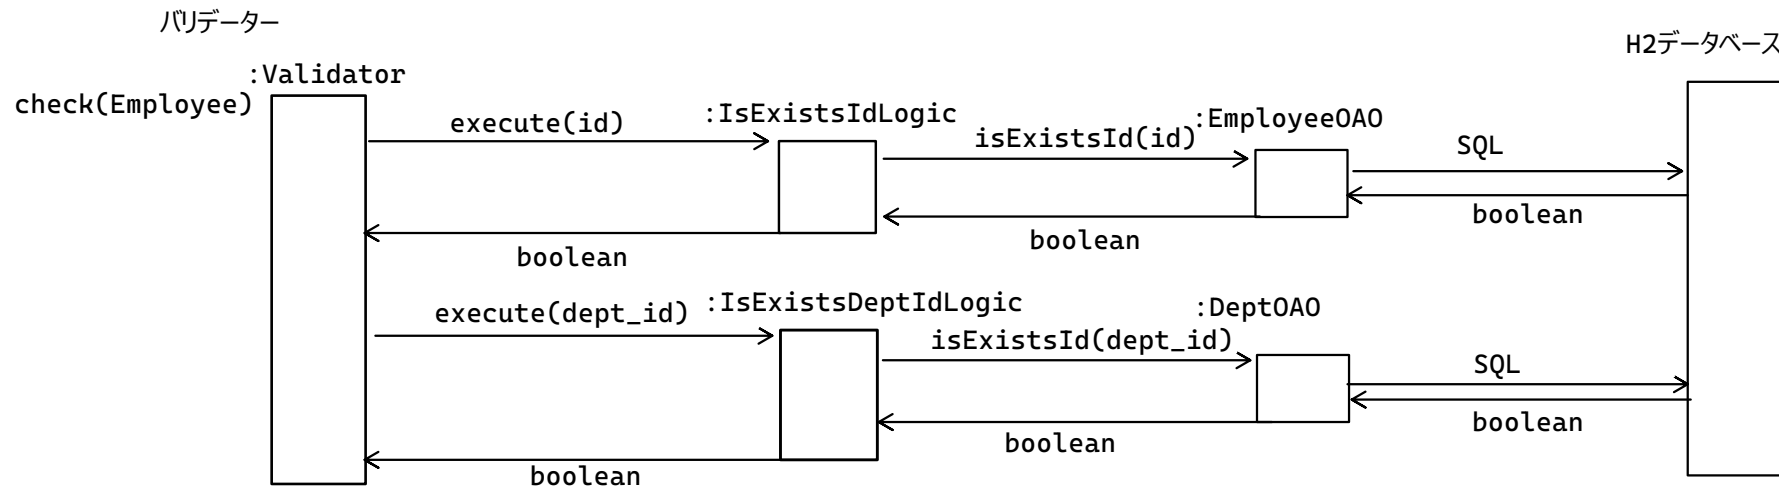 バリデーター
H2データベース
:Validator
check(Employee)
execute(id)
:IsExistsIdLogic
isExistsId(id)
:EmployeeOAO
SQL
boolean
boolean
boolean
execute(dept_id)
:IsExistsDeptIdLogic
isExistsId(dept_id)
:DeptOAO
SQL
boolean
boolean
boolean